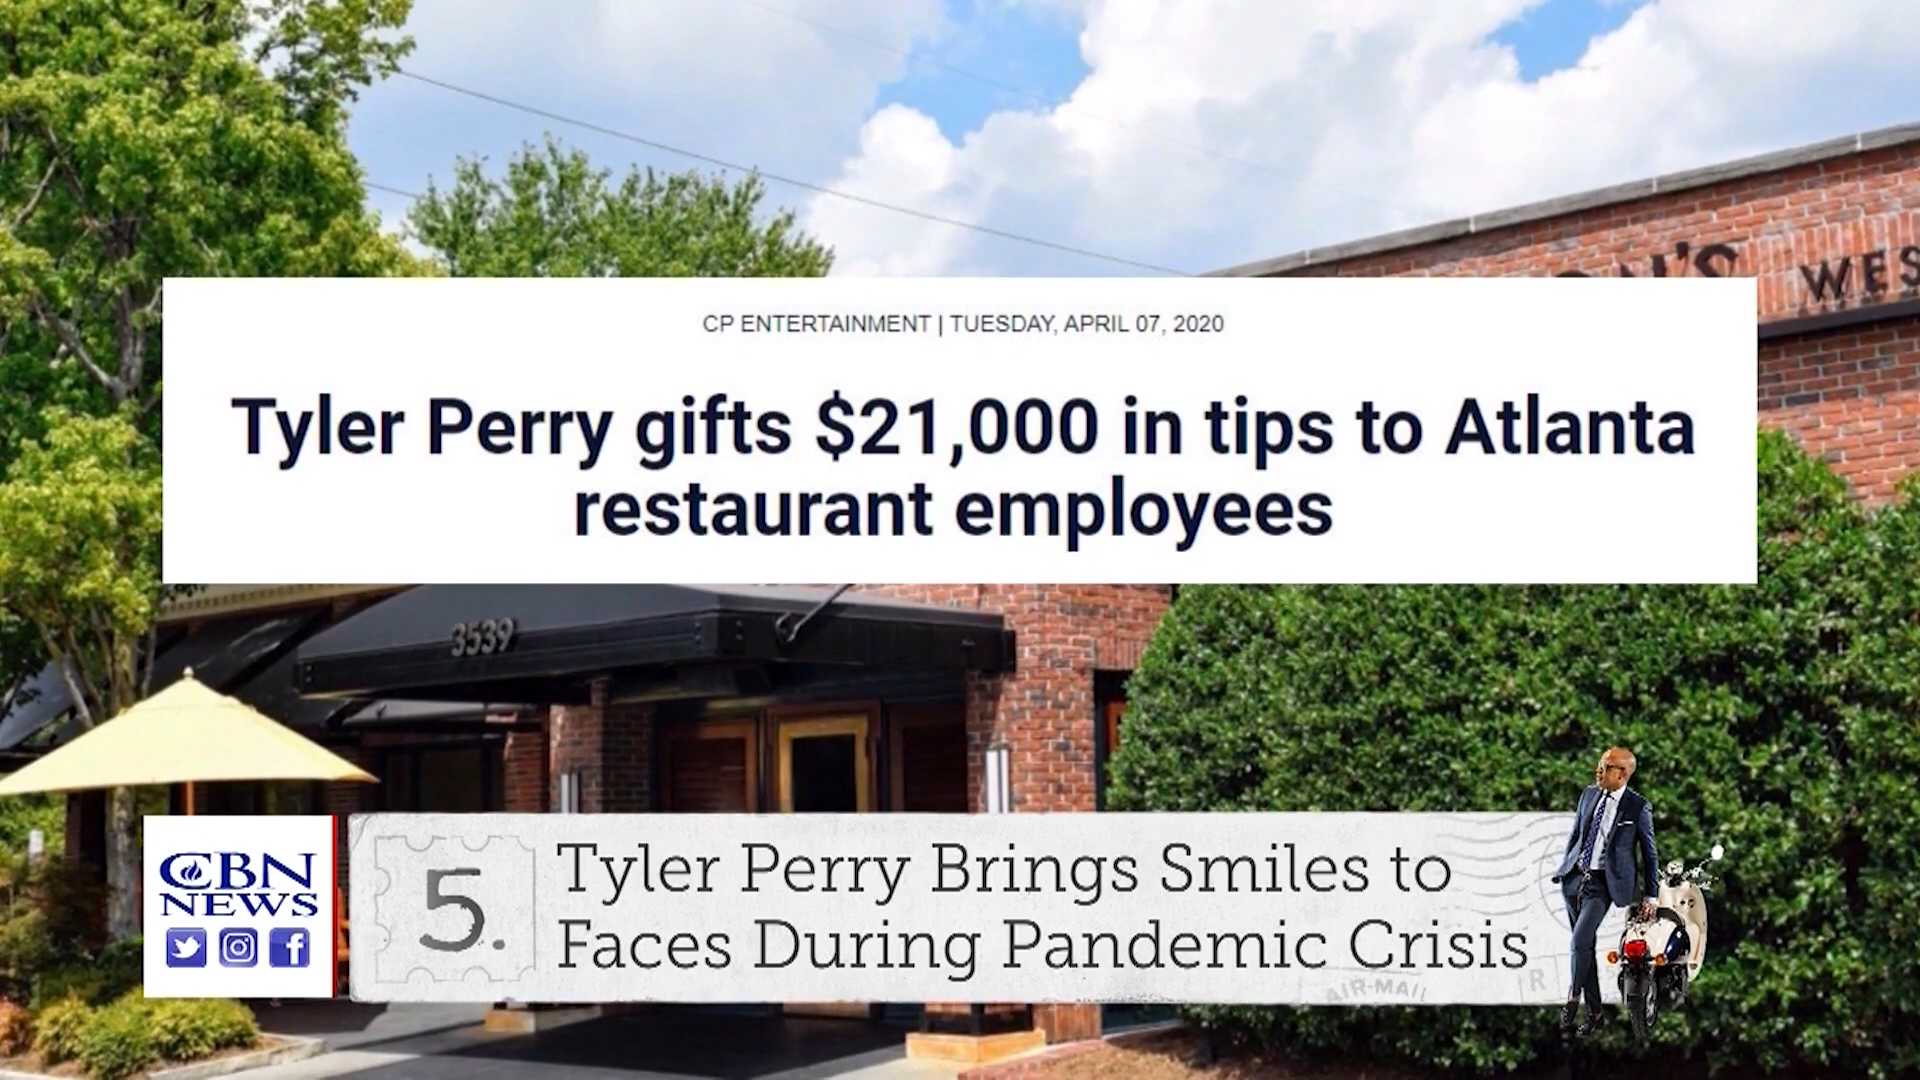 ON'S WES
CP ENTERTAINMENT | TUESDAY, APRIL 07, 2020
Tyler Perry gifts $21,000 in tips to Atlanta
restaurant employees
3539
CBN
NEWS
5.
Tyler Perry Brings Smiles to
Faces During Pandemic Crisis
AIR-MAIL
R